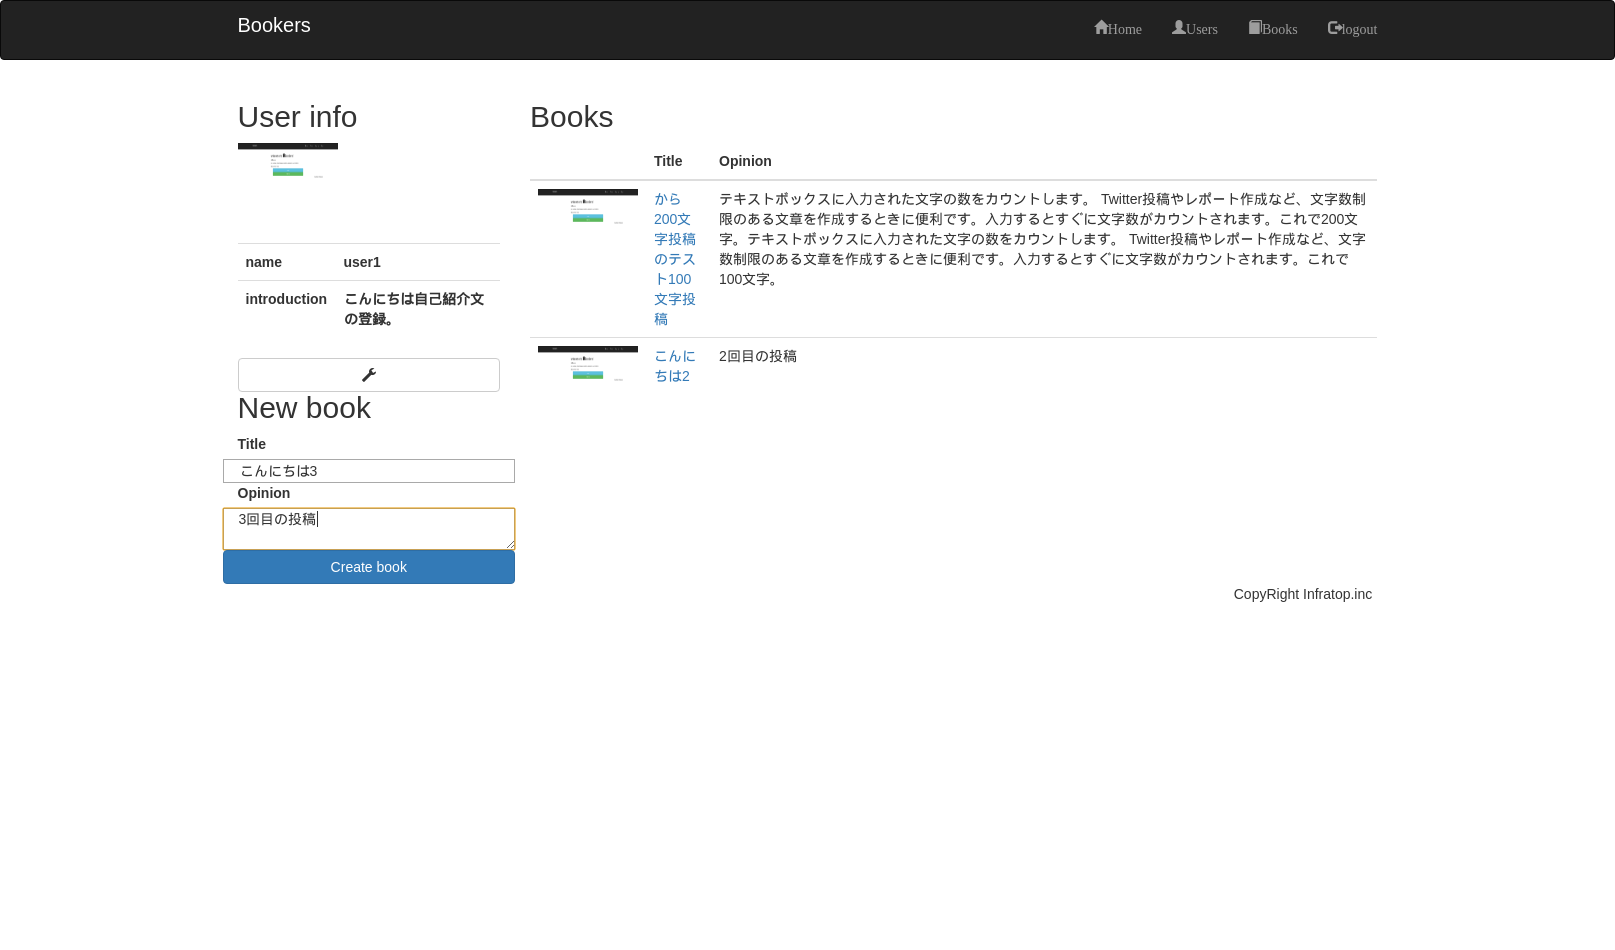 Bookers
Home Users Books logout
User info
name user1
introduction こんにちは自己紹介文
の登録。
New book
Title
こんにちは3
Opinion
3回目の投稿
Create book
Books
Title Opinion
から
200文
字投稿
のテス
ト100
文字投
稿
テキストボックスに入力された文字の数をカウントします。 Twitter投稿やレポート作成など、文字数制
限のある文章を作成するときに便利です。入力するとすぐに文字数がカウントされます。これで200文
字。テキストボックスに入力された文字の数をカウントします。 Twitter投稿やレポート作成など、文字
数制限のある文章を作成するときに便利です。入力するとすぐに文字数がカウントされます。これで
100文字。
こんに
ちは2
2回目の投稿
CopyRight Infratop.inc